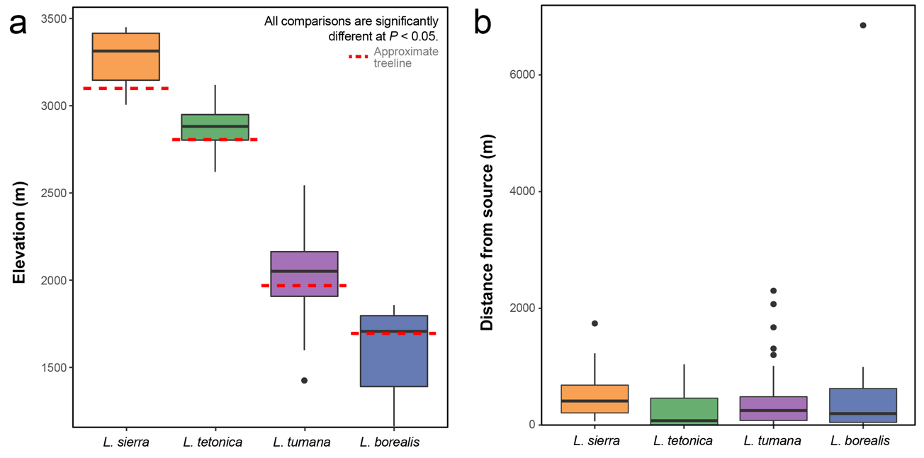 a
All comparisons are significantly
different at P < 0.05.
Approximate
treeline
Elevation (m)
3500
3000
2500
2000
1500
L. sierra
L. tetonica
L. tumana
L. borealis
b
Distance from source (m)
6000
4000
2000
0
L. sierra
L. tetonica
L. tumana
L. borealis